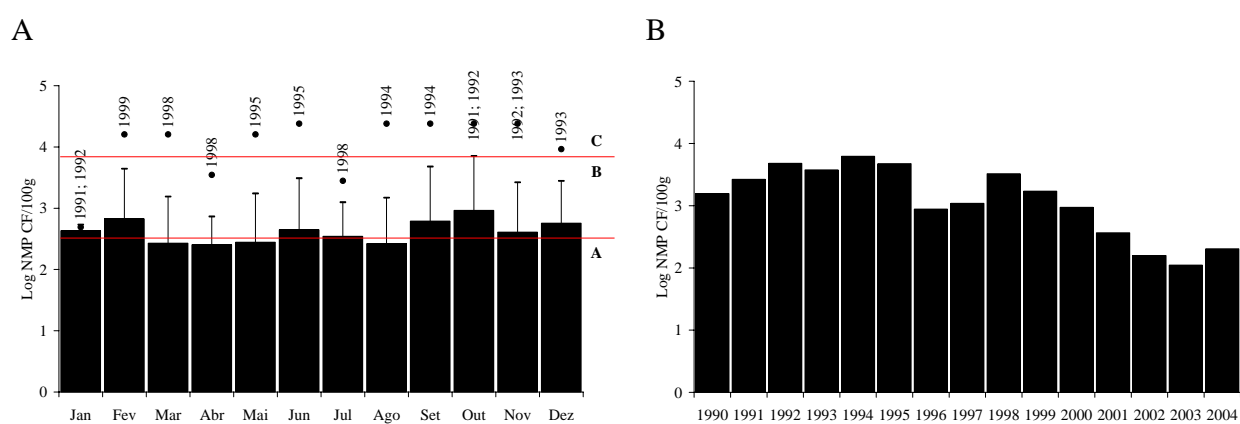 A
B
Log NMP CF/100g
5
4
3
2
1
0
1991; 1992
1999
1998
1998
1995
1995
1998
1994
1994
1991; 1992
1992; 1993
1993
C
B
A
Jan Fev Mar Abr Mai Jun Jul Ago Set Out Nov Dez
Log NMP CF/100g
5
4
3
2
1
0
1990 1991 1992 1993 1994 1995 1996 1997 1998 1999 2000 2001 2002 2003 2004